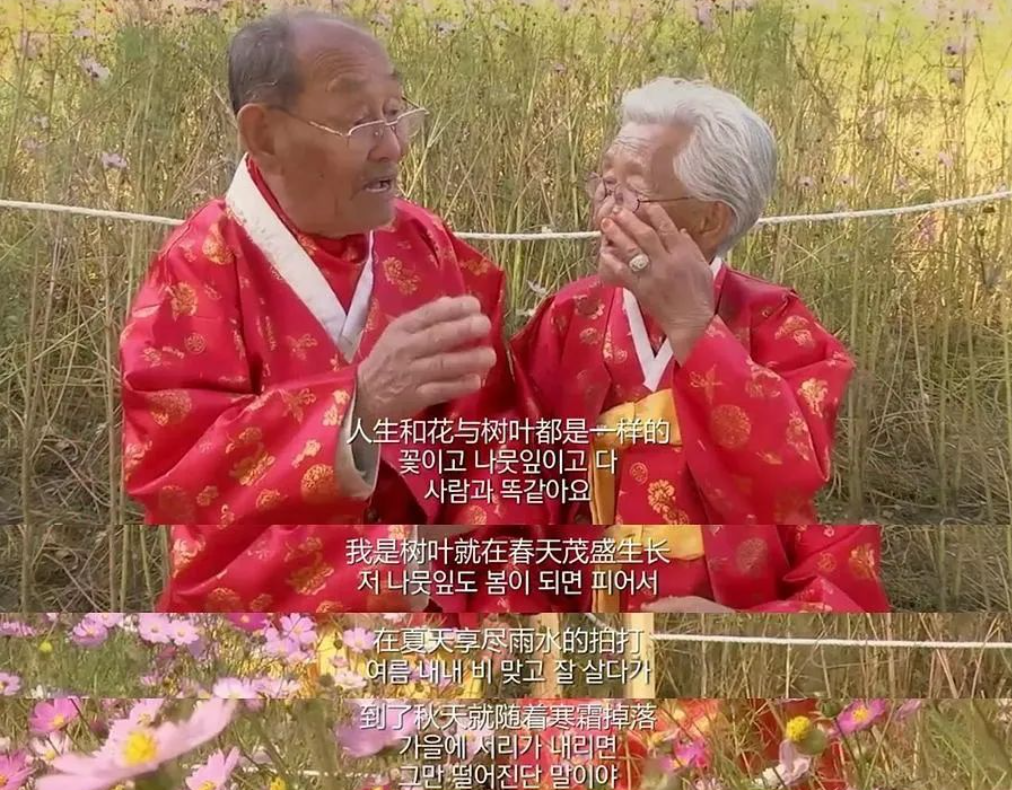 人生和花与树叶都是一样的
꽃이고 나뭇잎이고 다
사람과 똑같아요
我是树叶就在春天茂盛生长
저 나뭇잎도 봄이 되면 피어서
在夏天享尽雨水的拍打
여름 내내 비 맞고 잘 살다가
到了秋天就随着寒霜掉落
가을에 서리가 내리면
그만 떨어진단 말이야